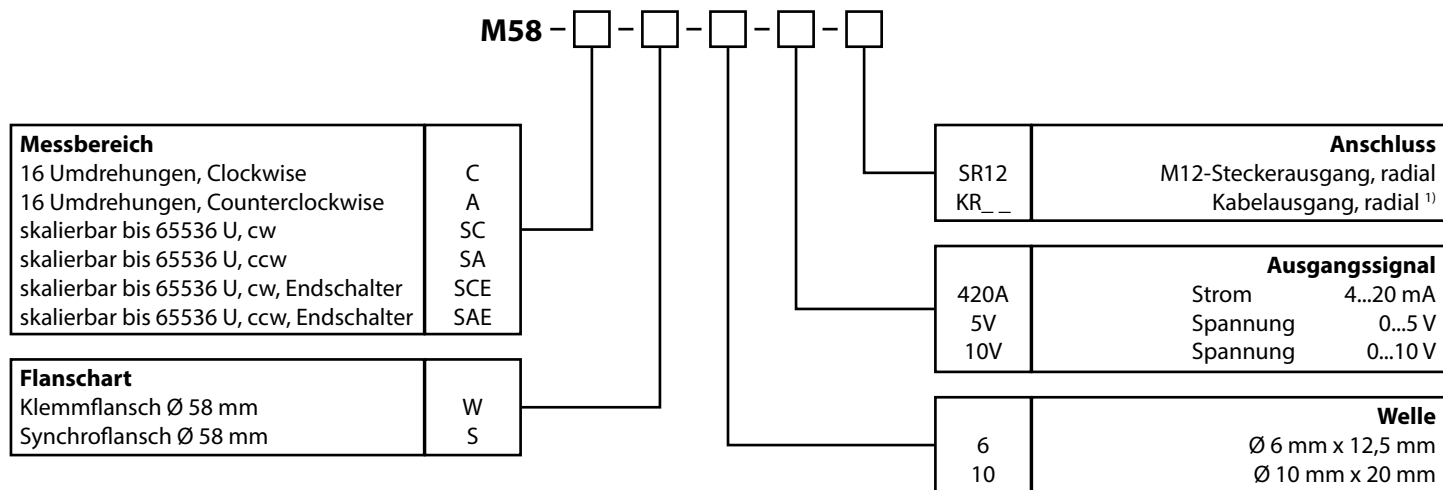 M58 – – – – –
Messbereich
16 Umdrehungen, Clockwise C
16 Umdrehungen, Counterclockwise A
skalierbar bis 65536 U, cw SC
skalierbar bis 65536 U, ccw SA
skalierbar bis 65536 U, cw, Endschalter SCE
skalierbar bis 65536 U, ccw, Endschalter SAE
Flanschart
Klemmflansch Ø 58 mm W
Synchroflansch Ø 58 mm S
Anschluss
SR12 M12-Steckerausgang, radial
KR_ _ Kabelausgang, radial 1)
Ausgangssignal
420A Strom 4...20 mA
5V Spannung 0...5 V
10V Spannung 0...10 V
Welle
6 Ø 6 mm x 12,5 mm
10 Ø 10 mm x 20 mm